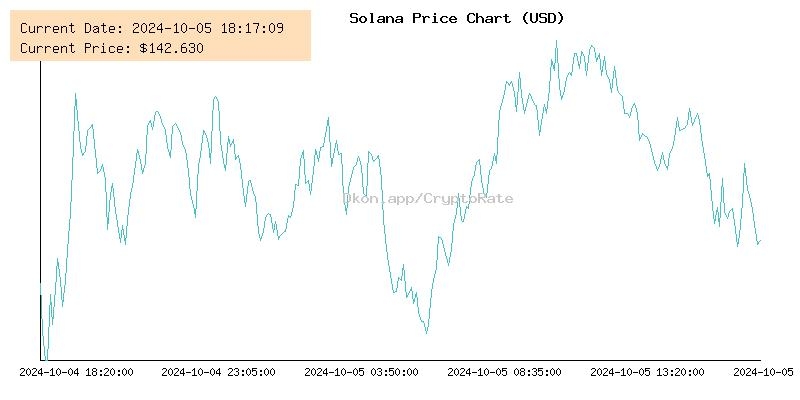 Solana Price Chart (USD)
Current Date: 2024-10-05 18:17:09
Current Price: $142.630
Dkon.app/CryptoRate
2024-10-04 18:20:00
2024-10-04 23:05:00
2024-10-05 03:50:00
2024-10-05 08:35:00
2024-10-05 13:20:00
2024-10-05